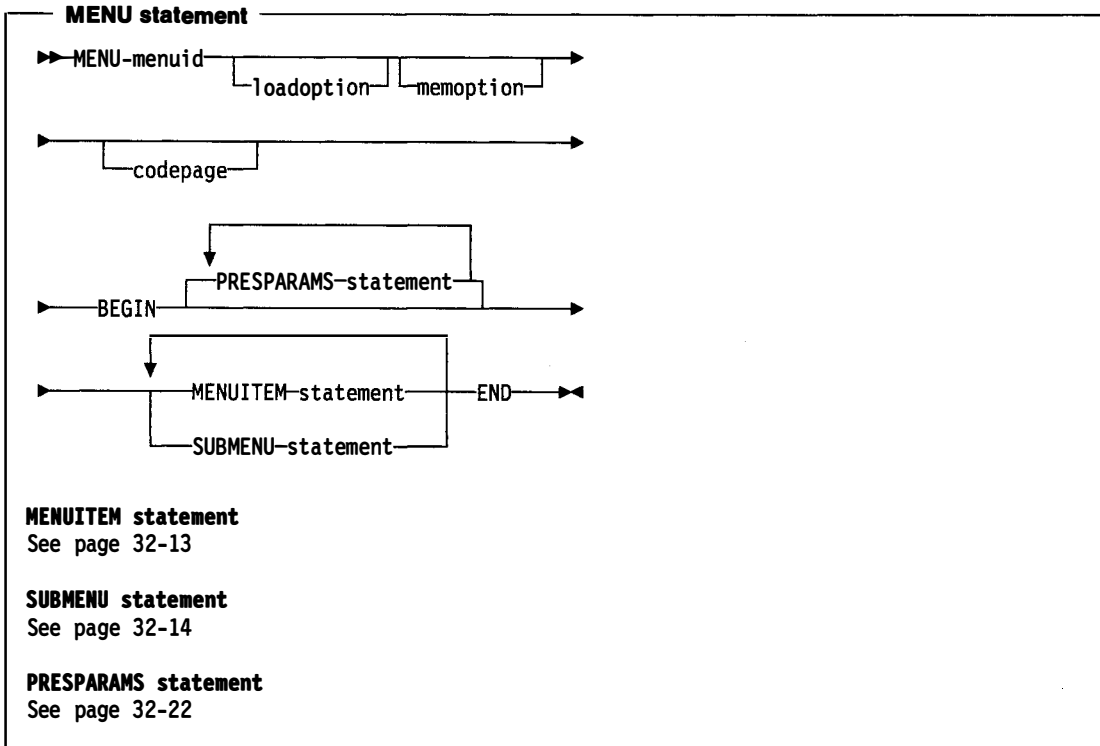 MENU statement
MENU-menuid
loadoption
memoption
codepage
PRESPARAMS-statement
BEGIN
MENUITEM-statement
END
SUBMENU-statement
MENUITEM statement
See page 32-13
SUBMENU statement
See page 32-14
PRESPARAMS statement
See page 32-22